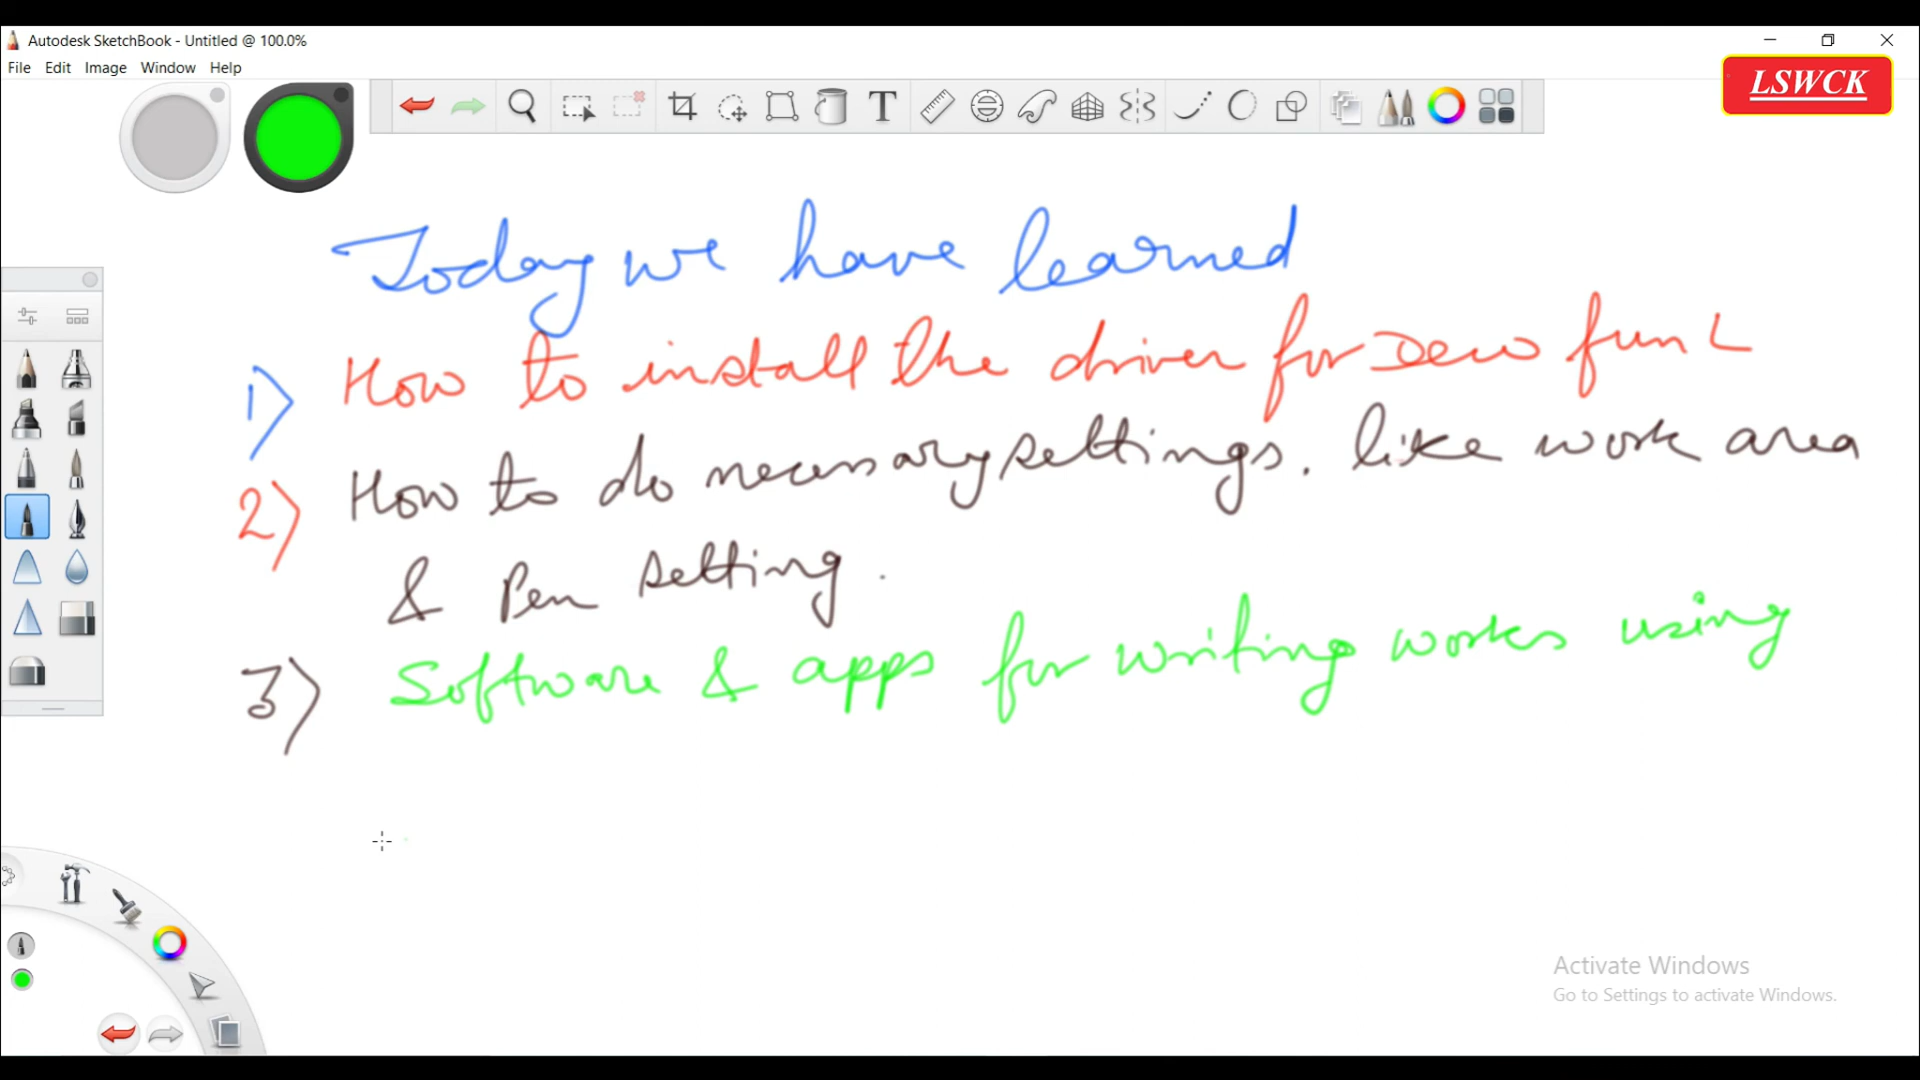 Autodesk SketchBook - Untitled @ 100.0%
File Edit Image Window Help
LSWCK
T
Today we have learned
1) How to install the driver for Deco fun L
2) How to do necessary settings. like work area
& Pen setting.
3) Software & apps for writing works using
Activate Windows
Go to Settings to activate Windows.